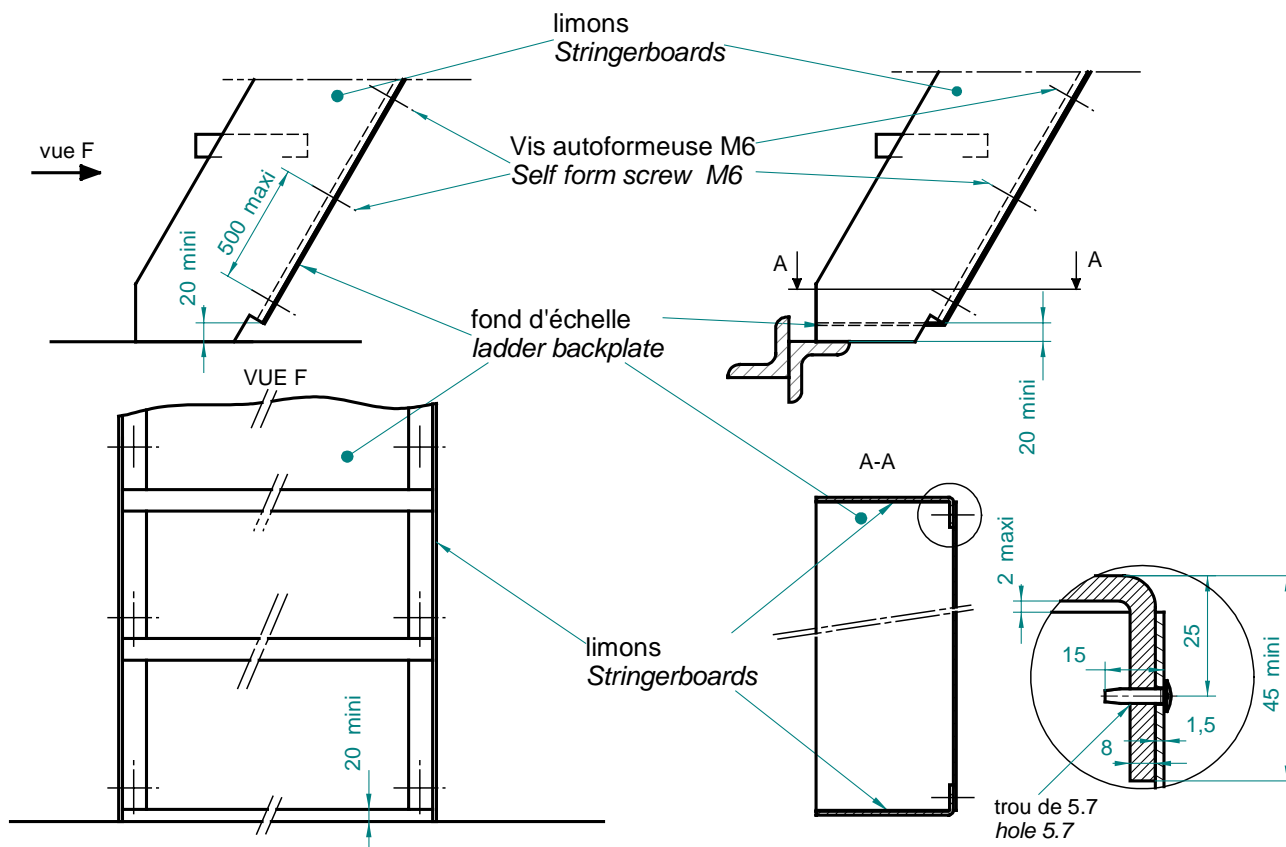 limons
Stringerboards
vue F
Vis autoformeuse M6
Self form screw M6
500 maxi
20 mini
A
A
fond d'échelle
ladder backplate
20 mini
VUE F
A-A
2 maxi
limons
Stringerboards
25
15
45 mini
1,5
8
20 mini
trou de 5.7
hole 5.7